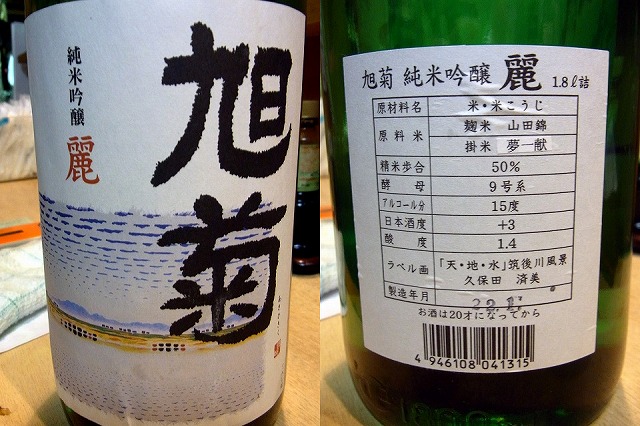 旭菊
純米吟醸
麗
旭菊 純米吟醸 麗 1.8ℓ詰
原材料名 米・米こうじ
原料米 麹米 山田錦
掛米 夢一献
精米歩合 50%
酵母 9号系
アルコール分 15度
日本酒度 +3
酸度 1.4
ラベル画 「天・地・水」筑後川風景
久保田 済美
製造年月
お酒は20才になってから
4 946108 041315